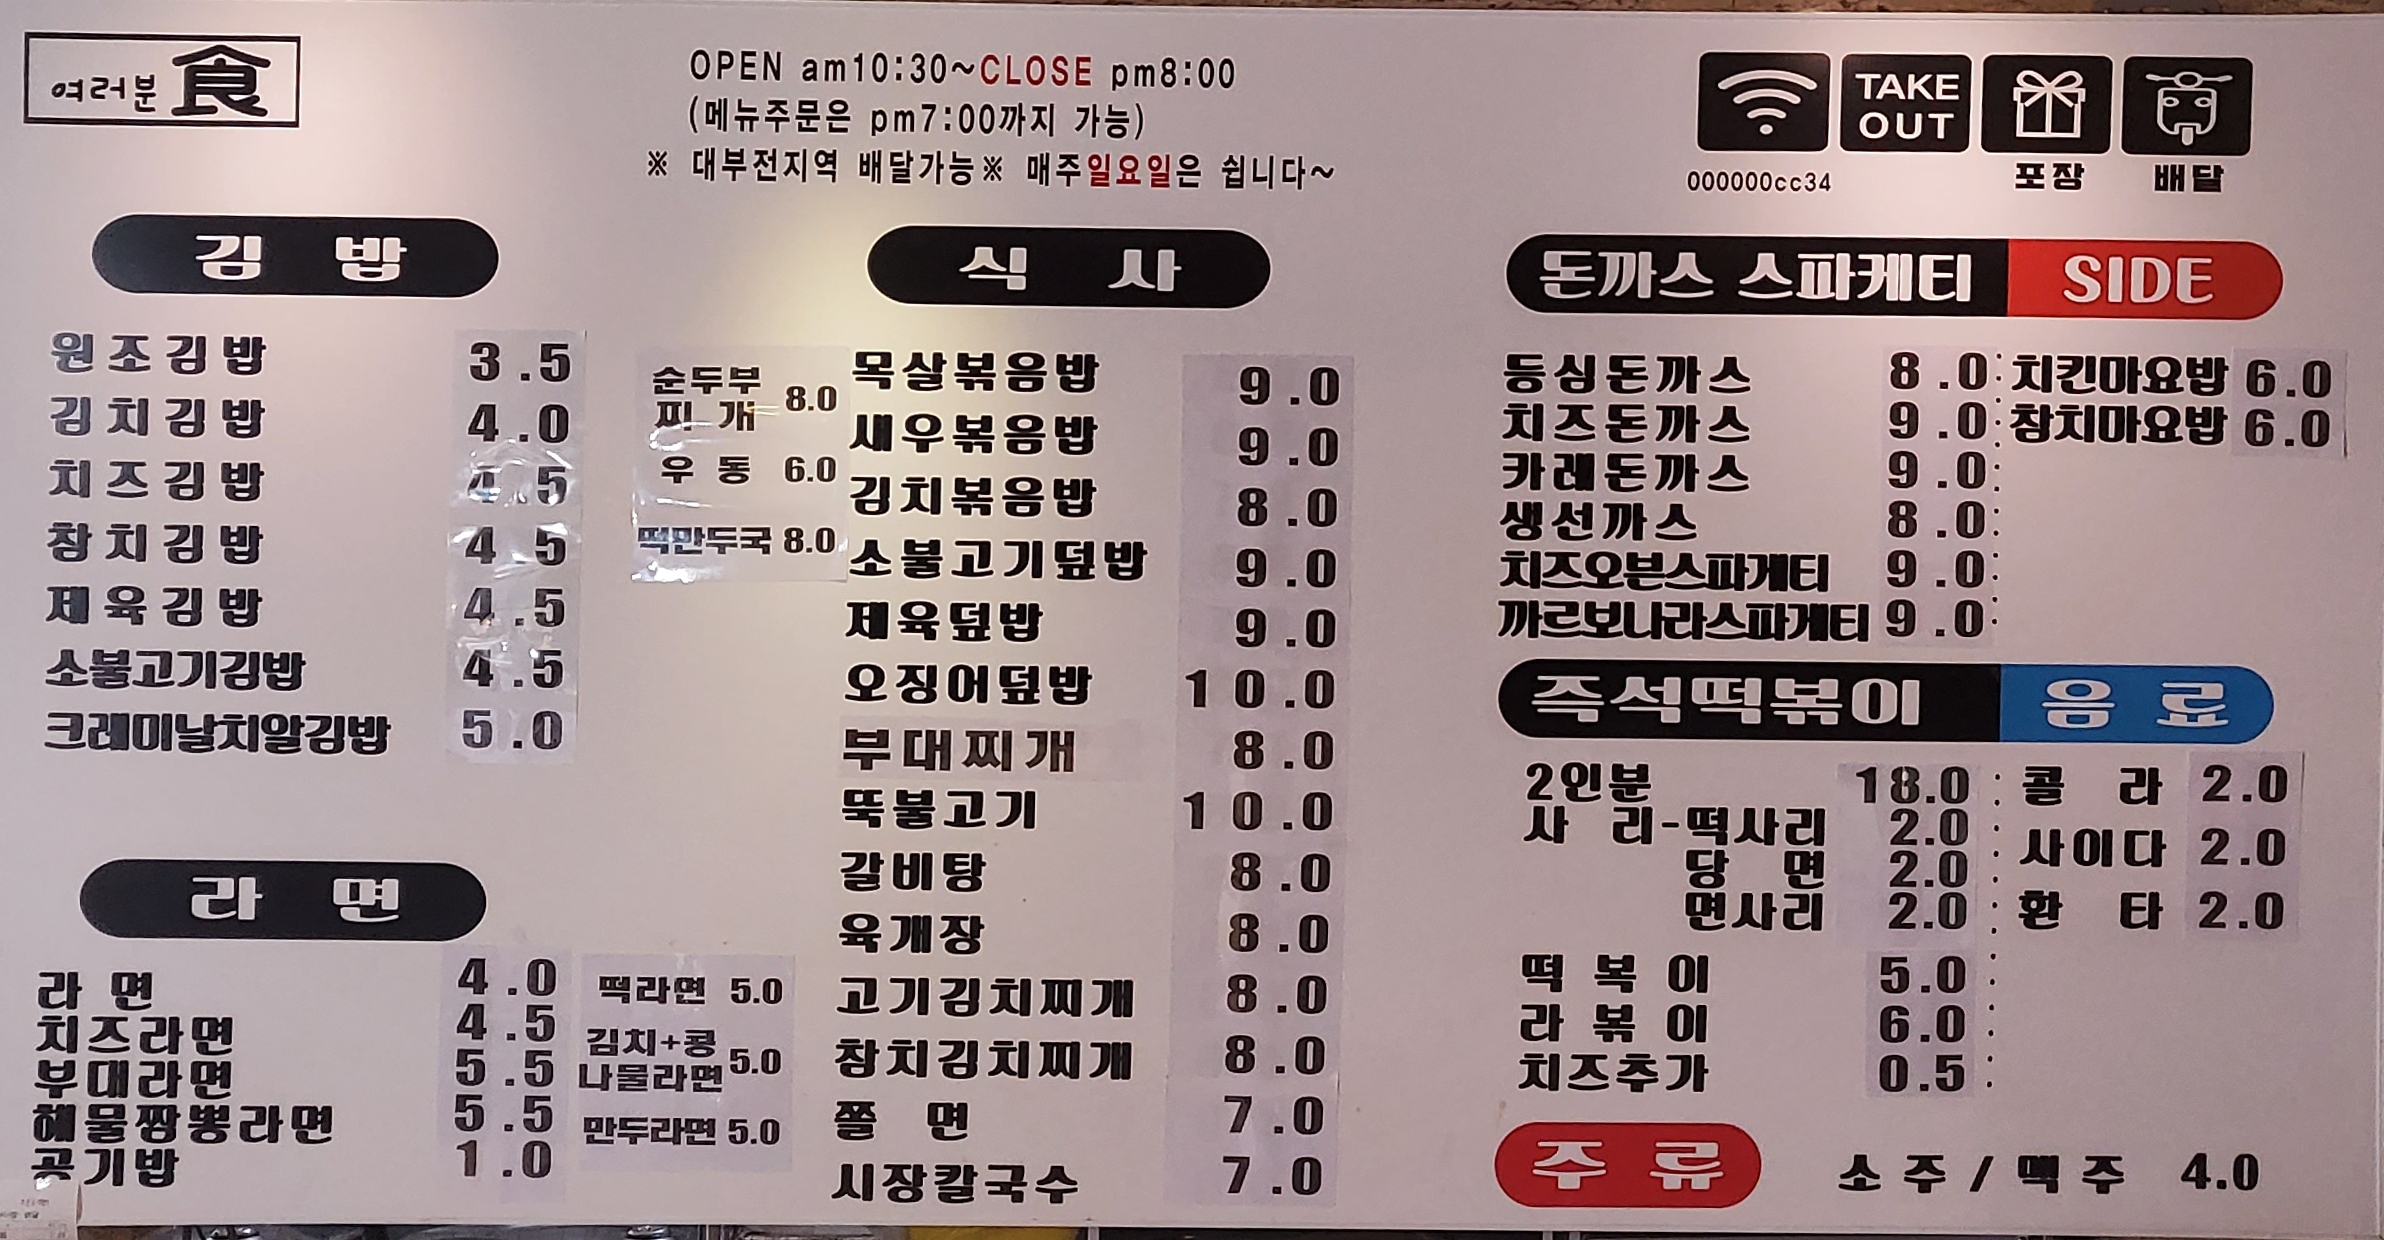 여러분 食
OPEN am10:30~CLOSE pm8:00
(메뉴주문은 pm7:00까지 가능)
※ 대부전지역 배달가능※ 매주일요일은 쉽니다~
TAKE OUT
000000cc34
포장
배달
김 밥
원조김밥 3.5
김치김밥 4.0
치즈김밥 4.5
참치김밥 4.5
제육김밥 4.5
소불고기김밥 4.5
크레미날치알김밥 5.0
라 면
라 면 4.0
치즈라면 4.5
부대라면 5.5
해물짬뽕라면 5.5
공기밥 1.0
떡라면 5.0
김치+콩
나물라면 5.0
만두라면 5.0
순두부
찌 개 8.0
우 동 6.0
떡만두국 8.0
식 사
목살볶음밥 9.0
새우볶음밥 9.0
김치볶음밥 8.0
소불고기덮밥 9.0
제육덮밥 9.0
오징어덮밥 10.0
부대찌개 8.0
뚝불고기 10.0
갈비탕 8.0
육개장 8.0
고기김치찌개 8.0
참치김치찌개 8.0
쫄 면 7.0
시장칼국수 7.0
돈까스 스파케티
등심돈까스 8.0
치즈돈까스 9.0
카레돈까스 9.0
생선까스 8.0
치즈오븐스파게티 9.0
까르보나라스파게티 9.0
SIDE
치킨마요밥 6.0
참치마요밥 6.0
즉석떡볶이
2인분 18.0
사 리-떡사리 2.0
당 면 2.0
면사리 2.0
떡 복 이 5.0
라 볶 이 6.0
치즈추가 0.5
음 료
콜 라 2.0
사이다 2.0
환 타 2.0
주 류
소 주 / 맥 주 4.0